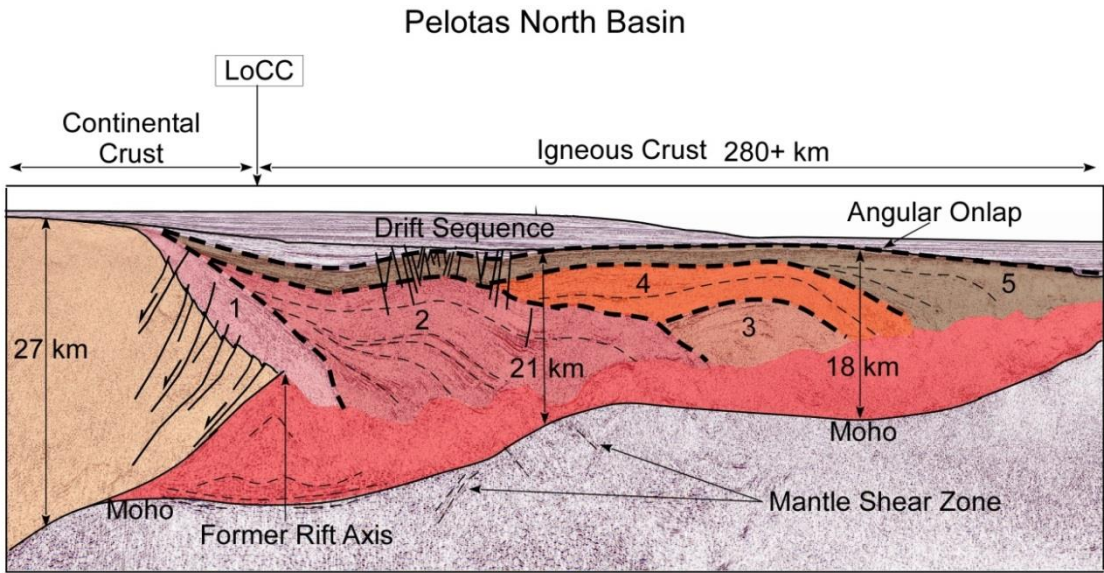 Pelotas North Basin
LoCC
Continental
Crust
Igneous Crust 280+ km
Angular Onlap
Drift Sequence
1
2
3
4
5
27 km
21 km
18 km
Moho
Moho
Mantle Shear Zone
Former Rift Axis